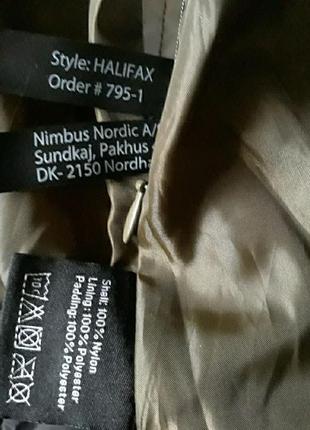 Style: HALIFAX
Order # 795-1
Nimbus Nordic A/S
Sundkaj, Pakhus
DK- 2150 Nordha
Shell: 100% Nylon
Lining: 100% Polyester
Padding:100% Polyester